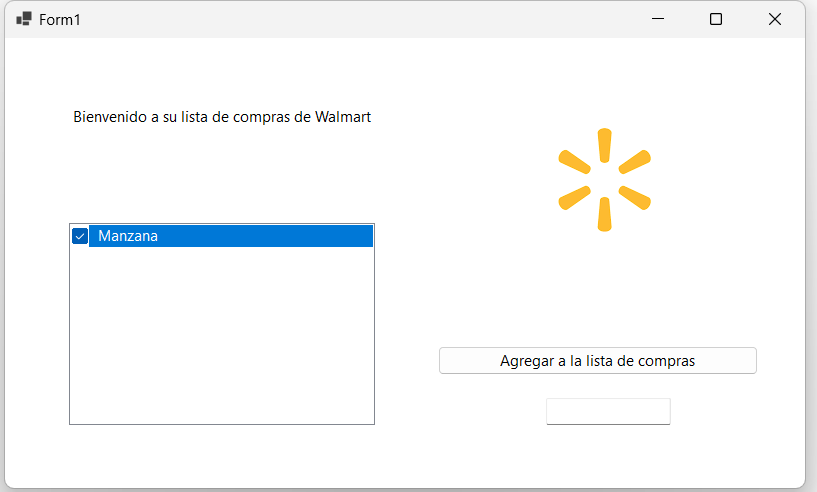 Form1
Bienvenido a su lista de compras de Walmart
Manzana
Agregar a la lista de compras